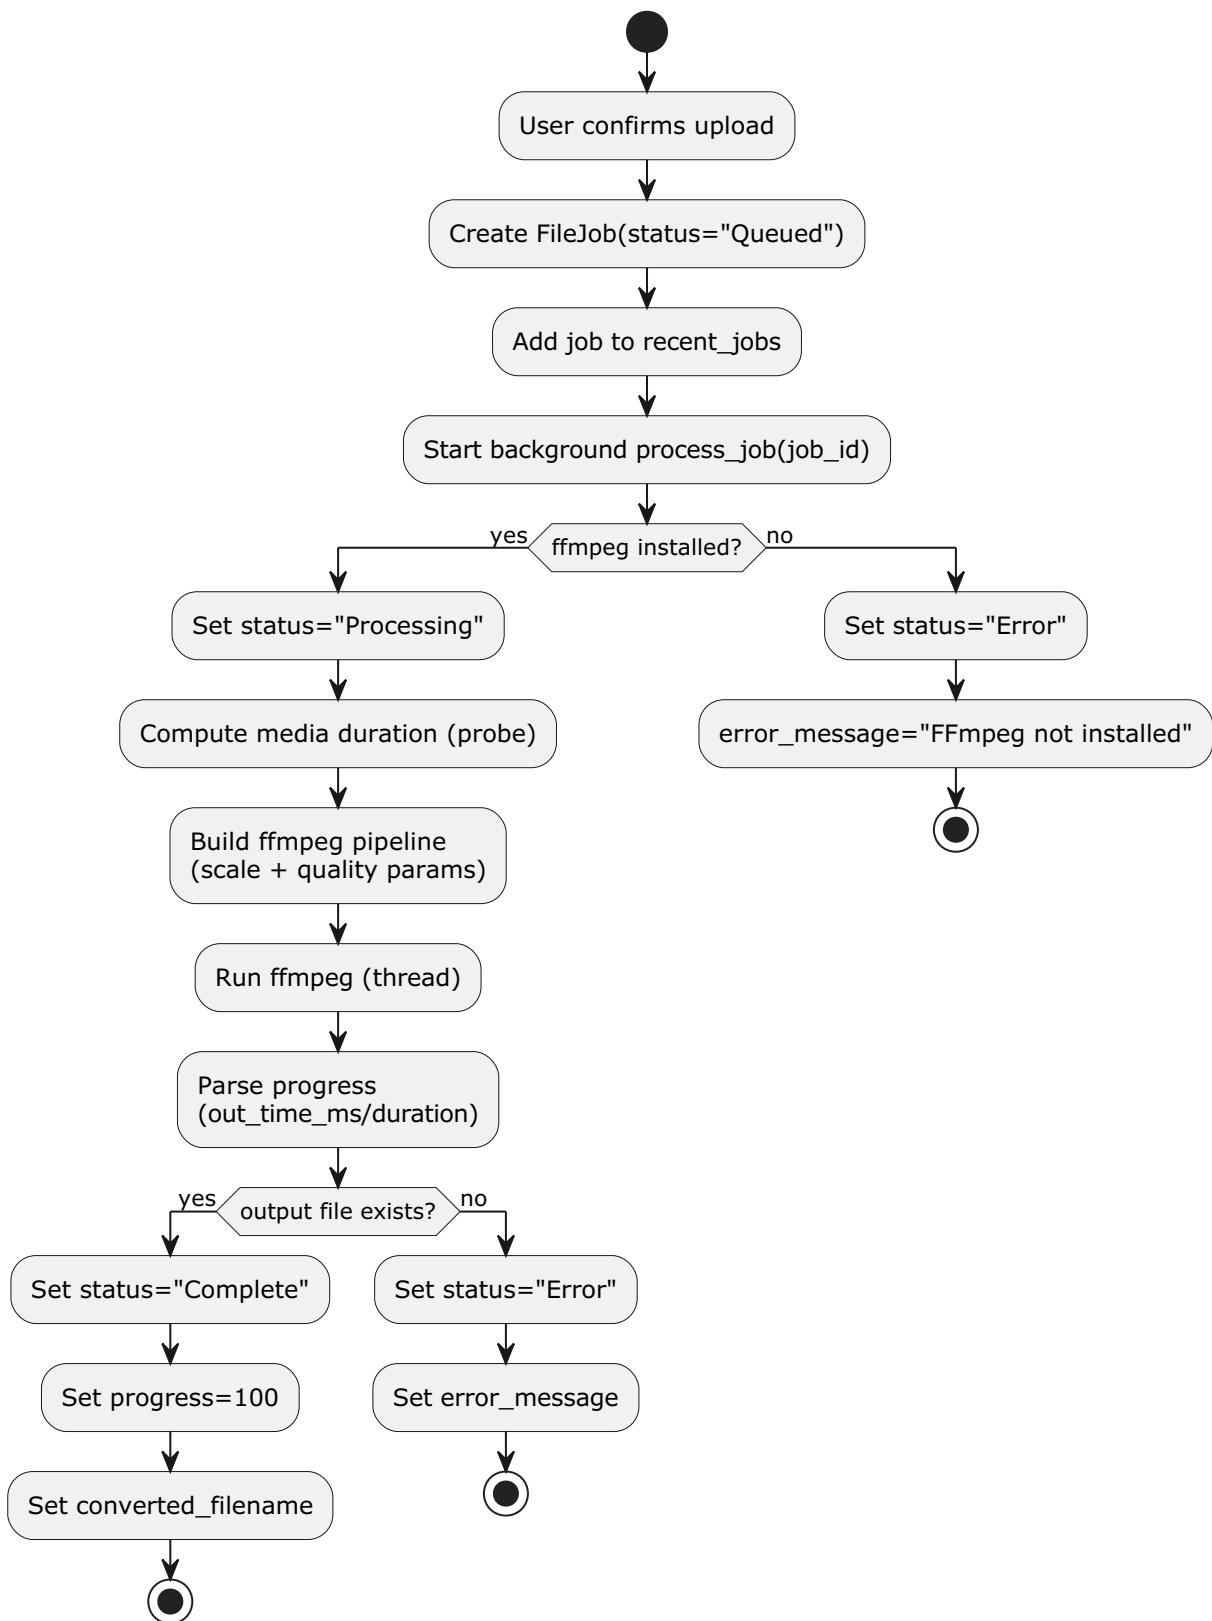 User confirms upload
Create FileJob(status="Queued")
Add job to recent_jobs
Start background process_job(job_id)
yes
ffmpeg installed?
no
Set status="Processing"
Compute media duration (probe)
Build ffmpeg pipeline
(scale + quality params)
Run ffmpeg (thread)
Parse progress
(out_time_ms/duration)
yes
output file exists?
no
Set status="Complete"
Set progress=100
Set converted_filename
Set status="Error"
Set error_message
Set status="Error"
error_message="FFmpeg not installed"